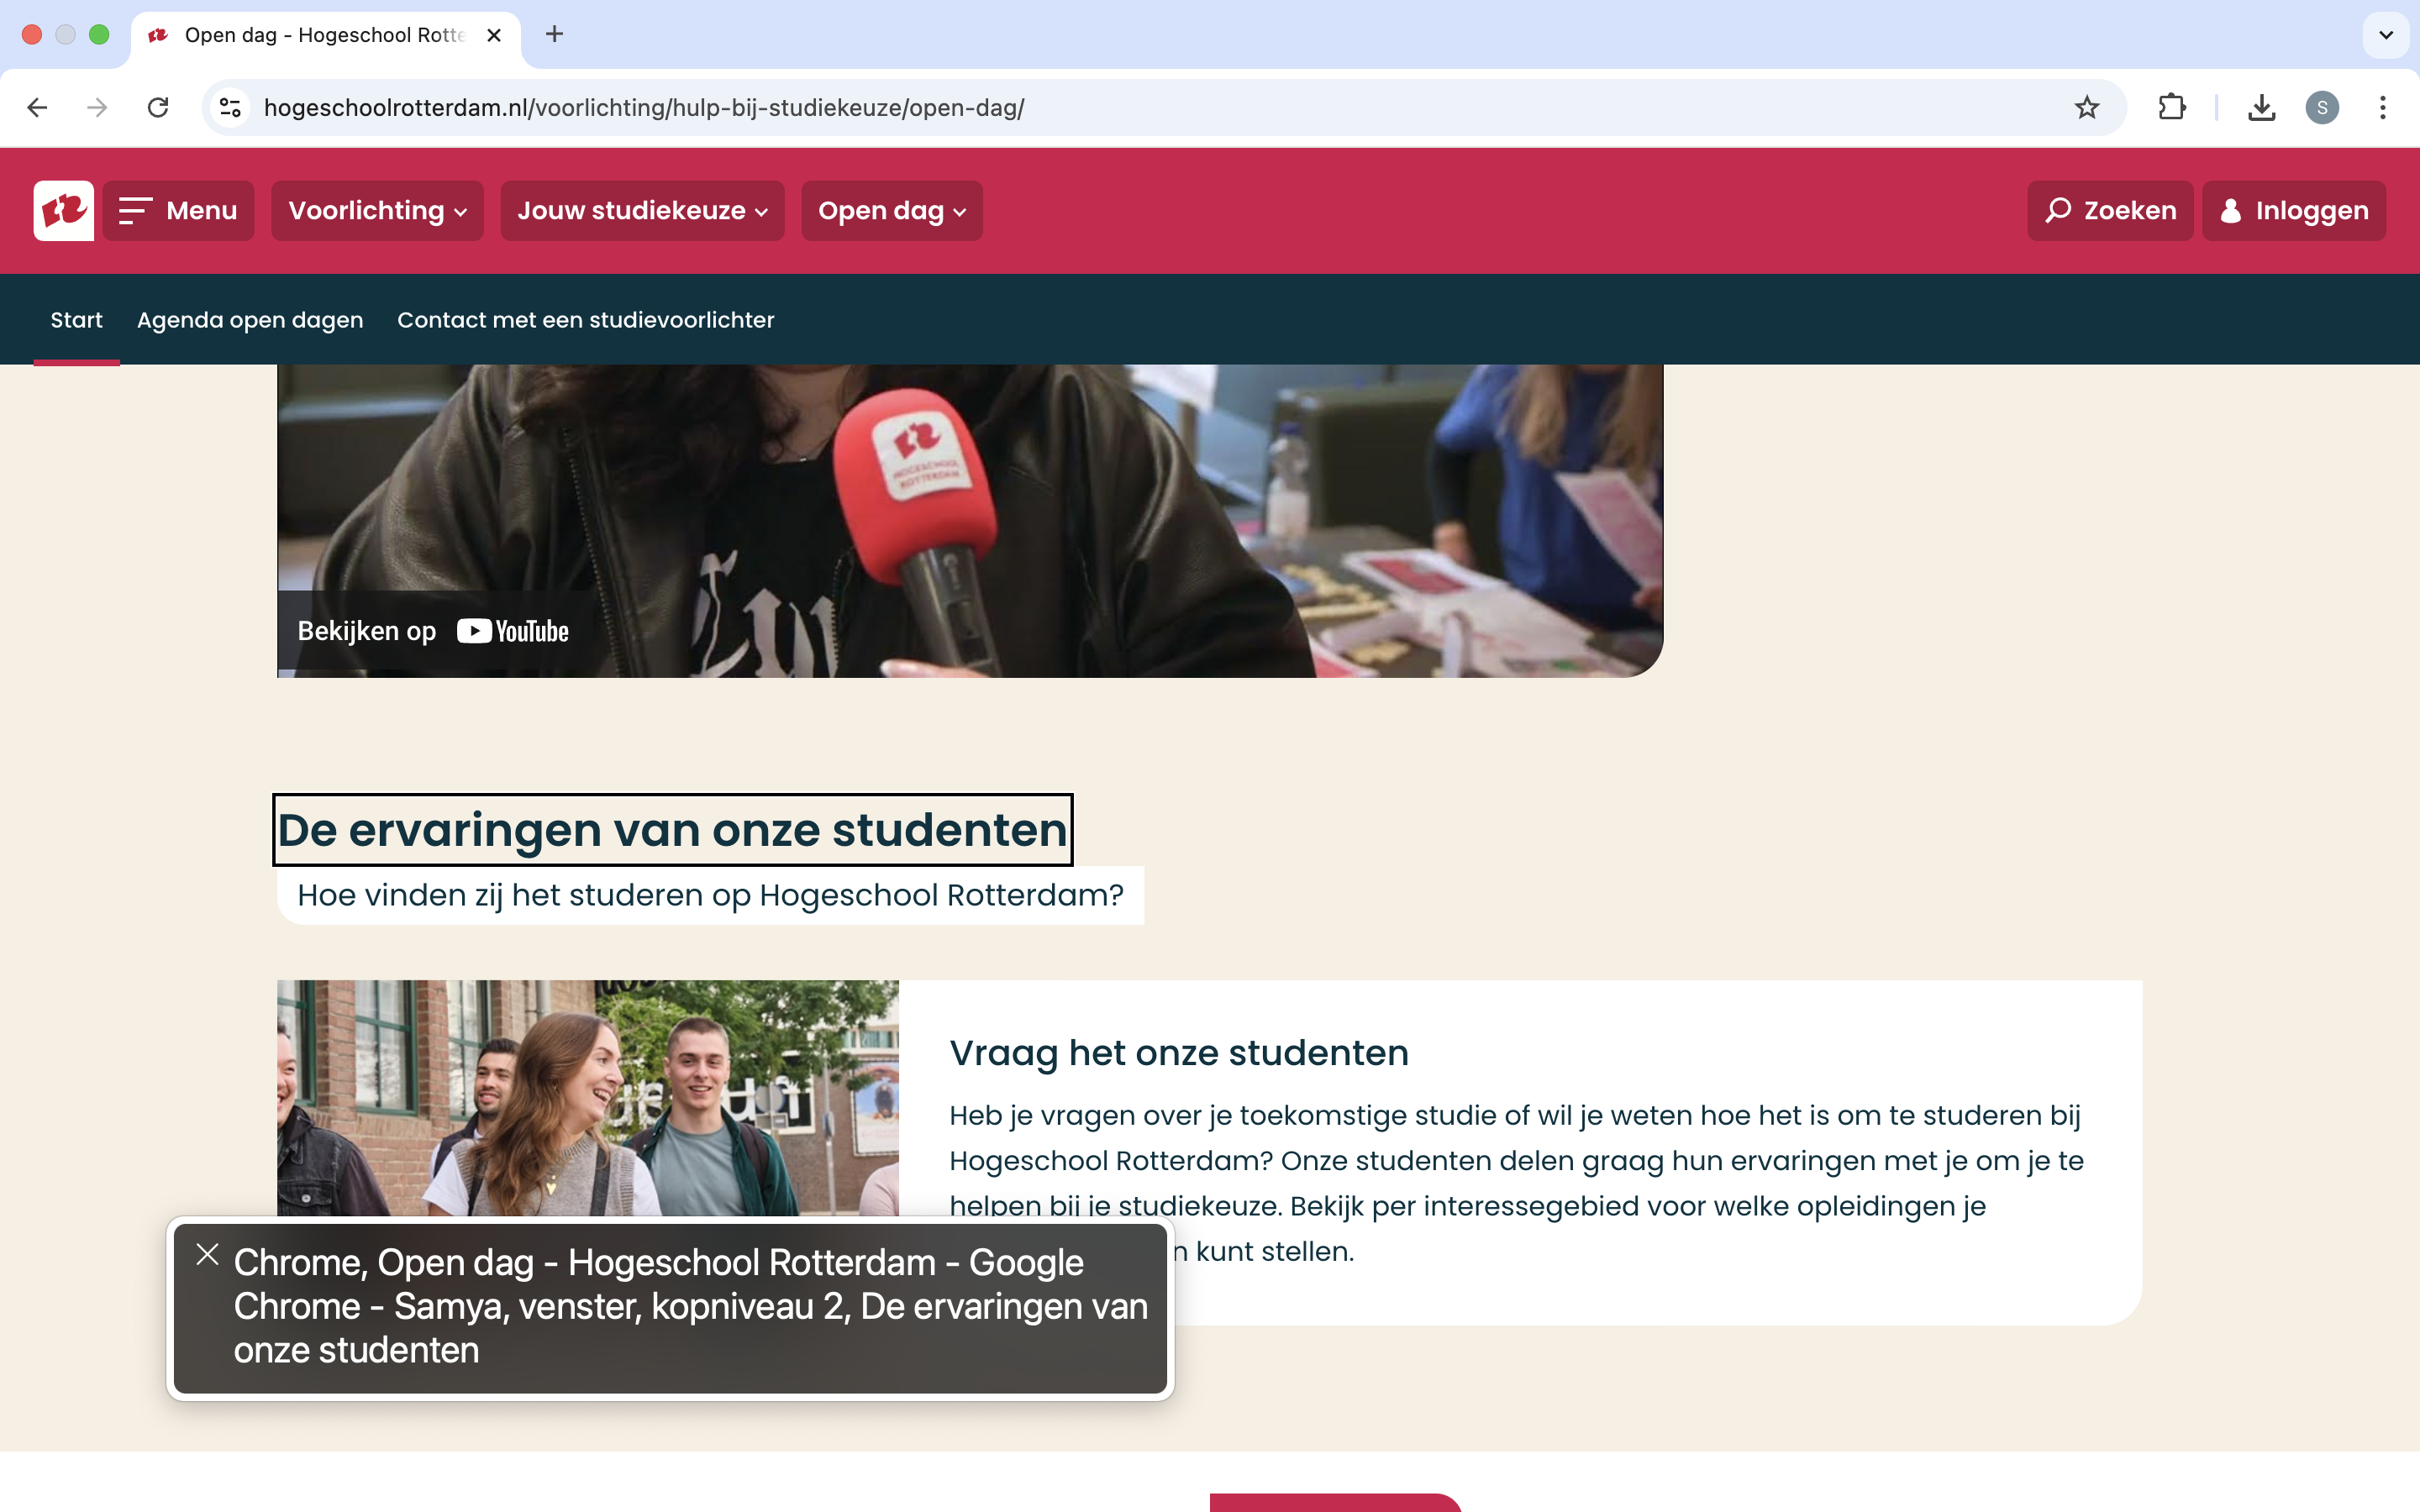 Open dag - Hogeschool Rotte
hogeschoolrotterdam.nl/voorlichting/hulp-bij-studiekeuze/open-dag/
S
Menu
Voorlichting
Jouw studiekeuze
Open dag
Zoeken
Inloggen
Start
Agenda open dagen
Contact met een studievoorlichter
HOGESCHOOL
ROTTERDAM
Bekijken op YouTube
De ervaringen van onze studenten
Hoe vinden zij het studeren op Hogeschool Rotterdam?
Vraag het onze studenten
Heb je vragen over je toekomstige studie of wil je weten hoe het is om te studeren bij
Hogeschool Rotterdam? Onze studenten delen graag hun ervaringen met je om je te
helpen bij je studiekeuze. Bekijk per interessegebied voor welke opleidingen je
n kunt stellen.
Chrome, Open dag - Hogeschool Rotterdam - Google
Chrome - Samya, venster, kopniveau 2, De ervaringen van
onze studenten